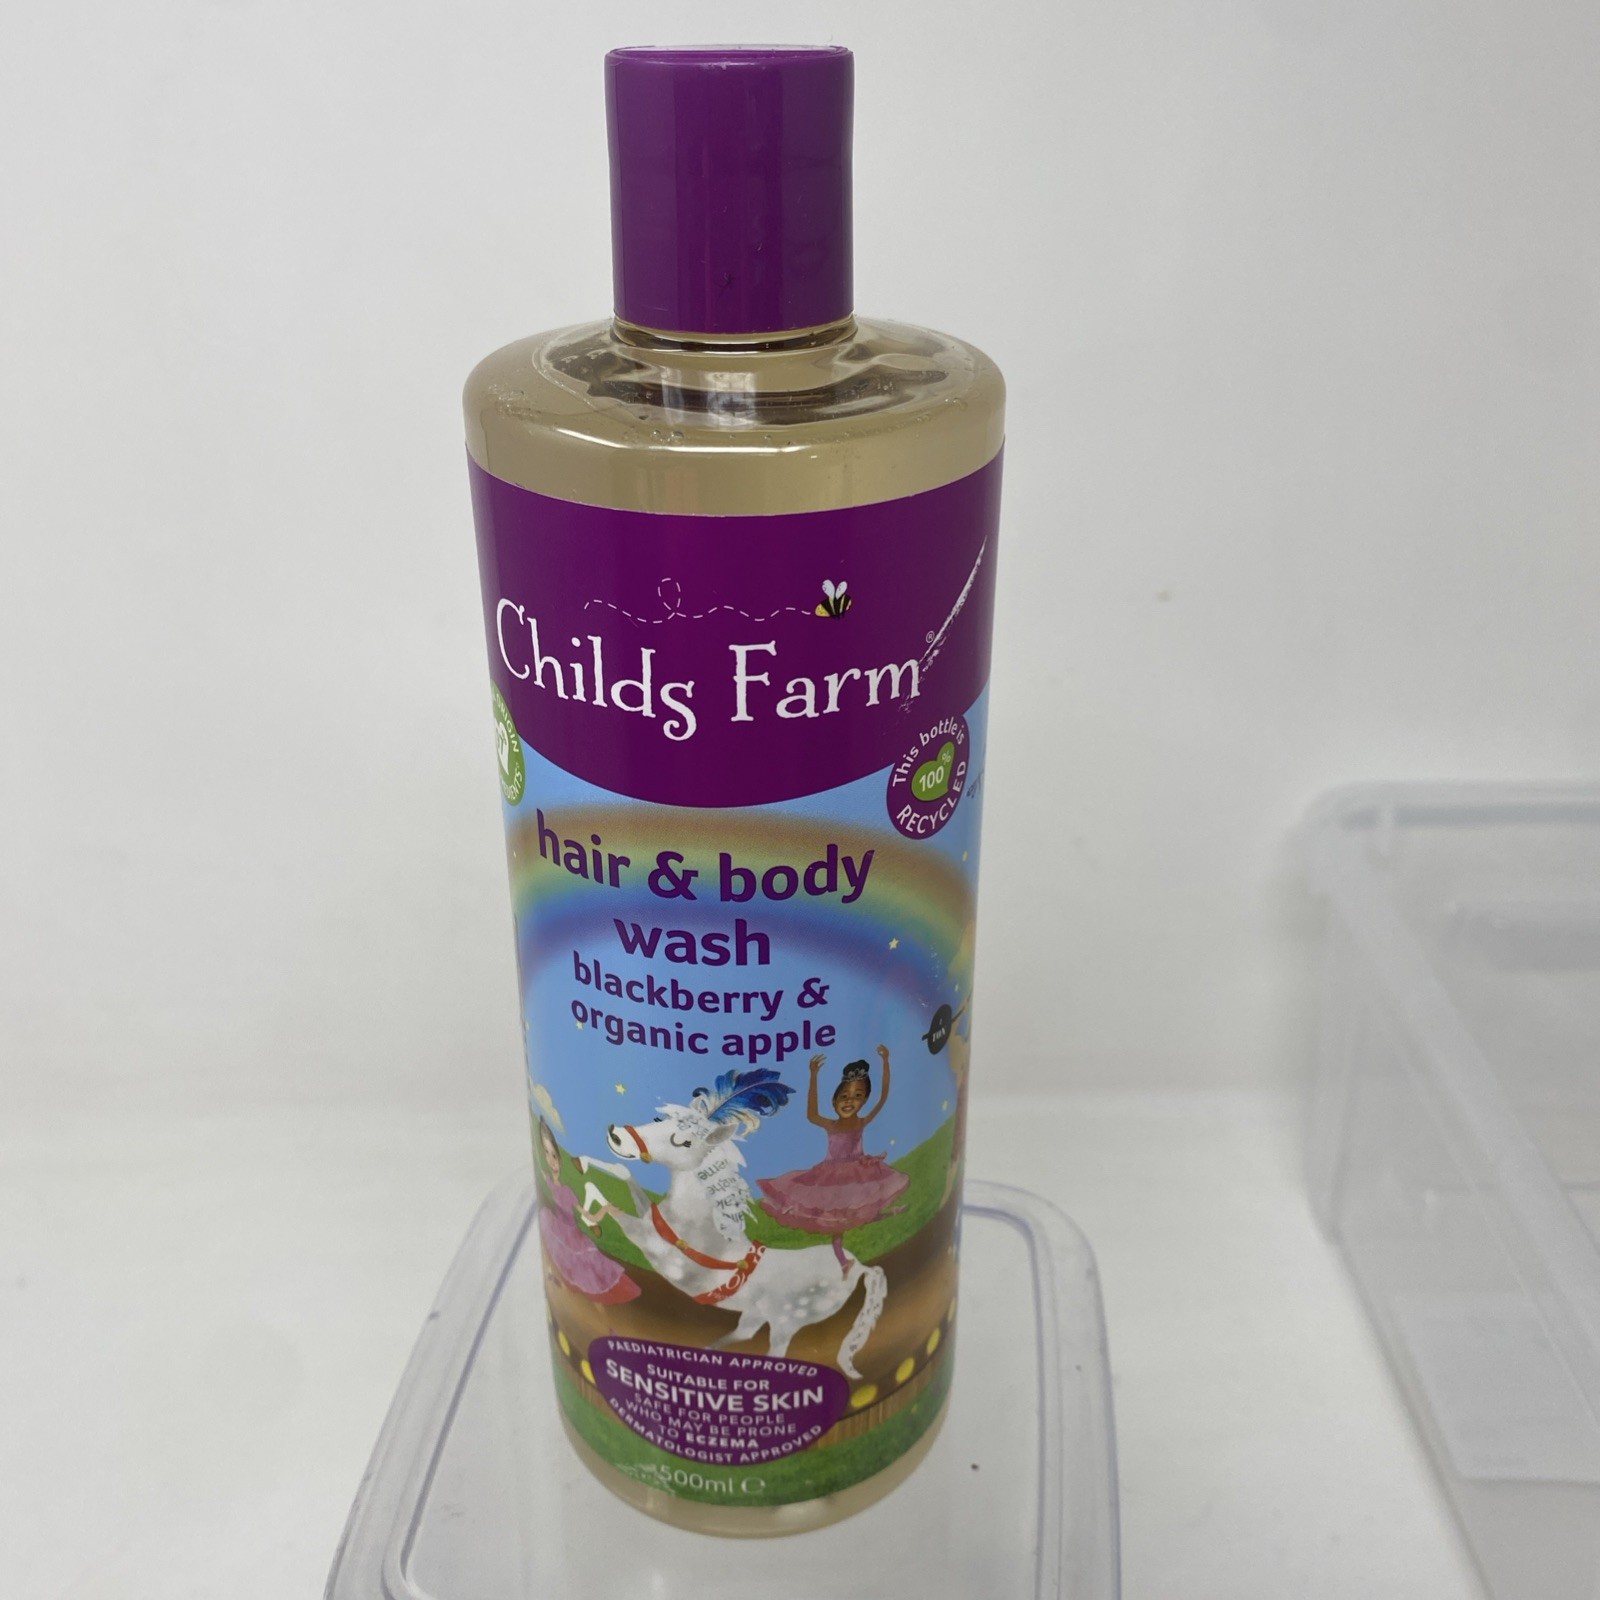 Childs Farm®
ORIGIN
This bottle is
100%
RECYCLED
hair & body
wash
blackberry &
organic apple
PAEDIATRICIAN APPROVED
SUITABLE FOR
SENSITIVE SKIN
SAFE FOR PEOPLE
WHO MAY BE PRONE
TO ECZEMA
DERMATOLOGIST APPROVED
500ml ℮